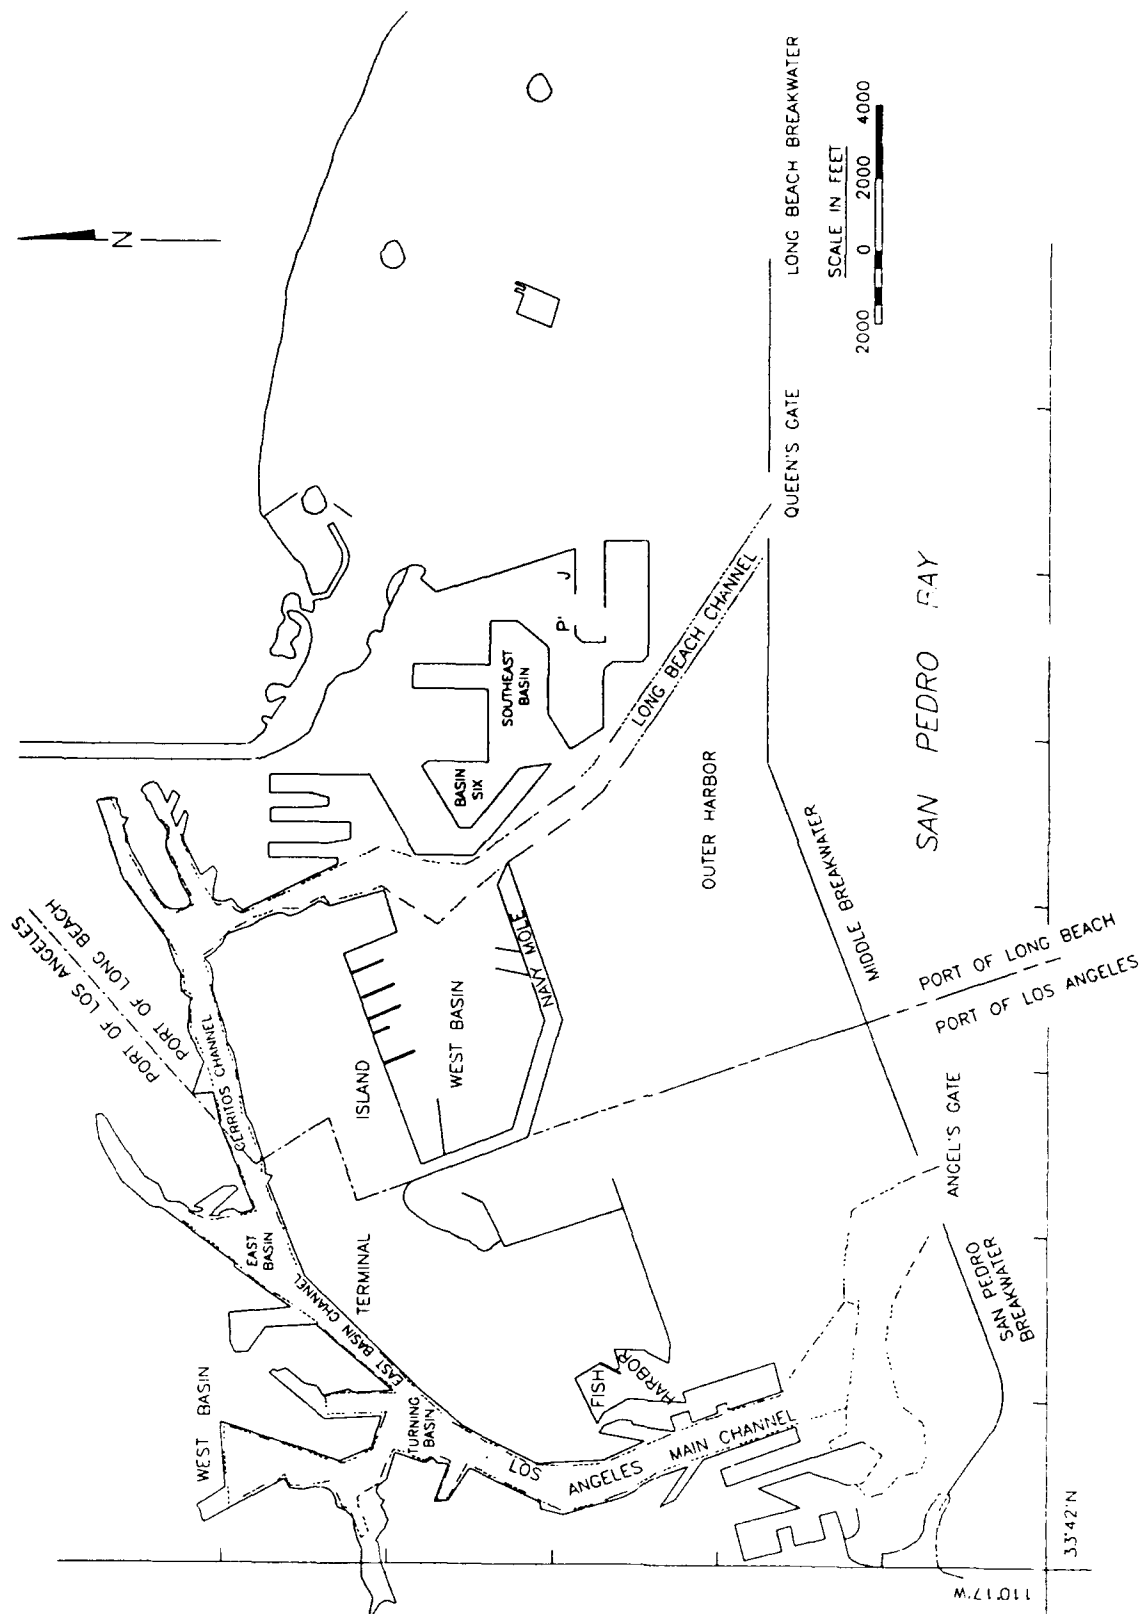 N
PORT OF LOS ANGELES
PORT OF LONG BEACH
WEST BASIN
EAST
BASIN
CERRITOS CHANNEL
EAST BASIN CHANNEL
TURNING
BASIN
TERMINAL
ISLAND
WEST BASIN
NAVY MOLE
BASIN
SIX
SOUTHEAST
BASIN
J
LONG BEACH CHANNEL
FISH
HARBOR
LOS
ANGELES
MAIN CHANNEL
OUTER HARBOR
MIDDLE BREAKWATER
QUEEN'S GATE
LONG BEACH BREAKWATER
SCALE IN FEET
2000 0 2000 4000
SAN PEDRO BAY
PORT OF LONG BEACH
PORT OF LOS ANGELES
ANGEL'S GATE
SAN PEDRO
BREAKWATER
110°17'W
33°42'N